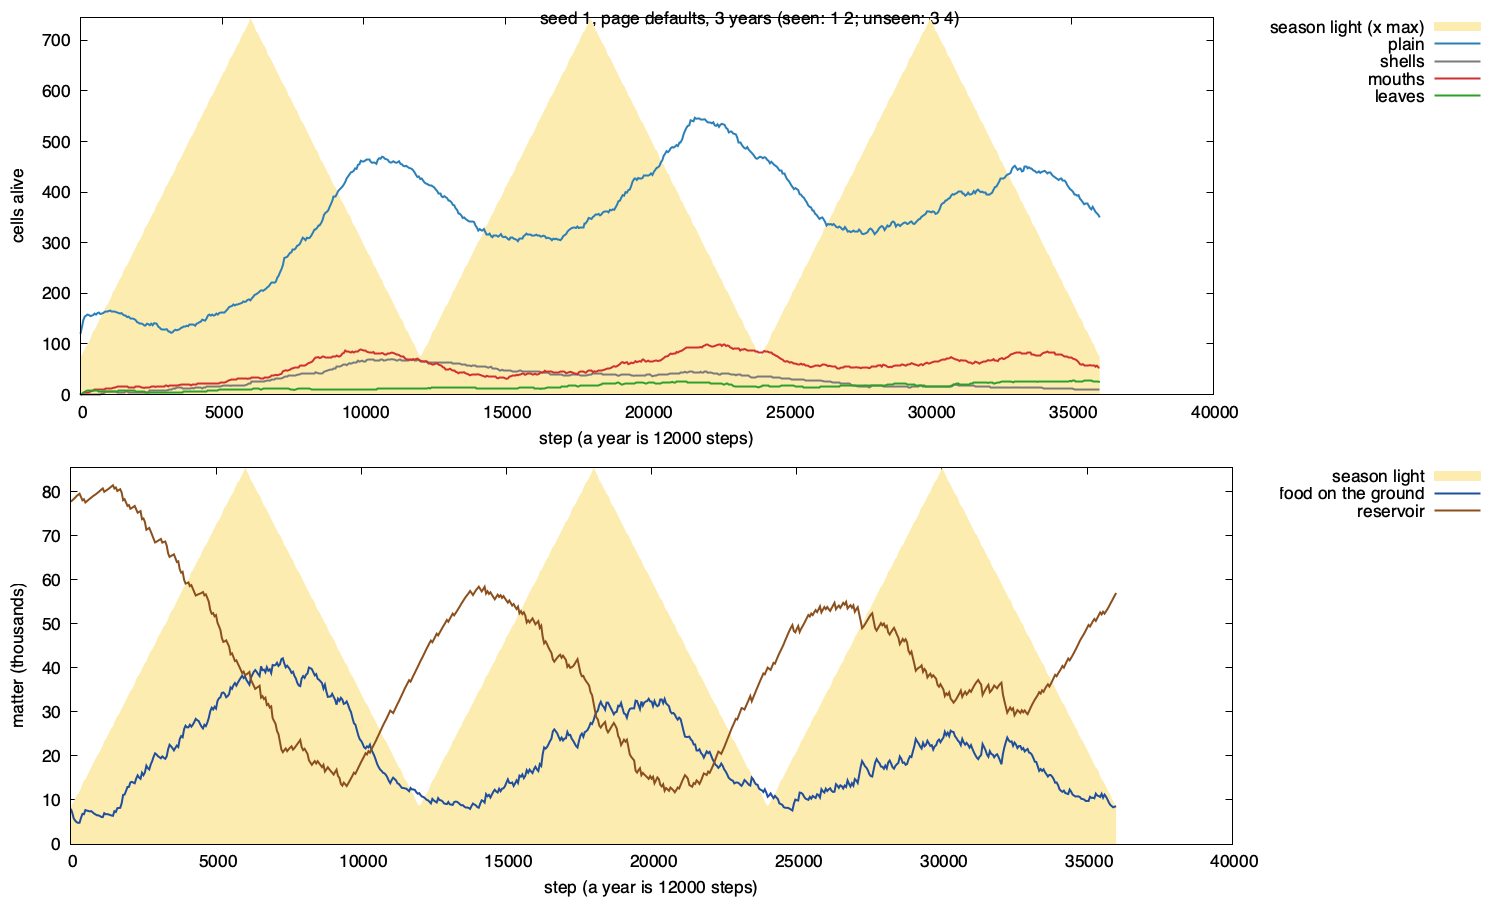 seed 1, page defaults, 3 years (seen: 1 2; unseen: 3 4)
season light (x max)
plain
shells
mouths
leaves
700
600
500
400
300
200
100
0
cells alive
0 5000 10000 15000 20000 25000 30000 35000 40000
step (a year is 12000 steps)
season light
food on the ground
reservoir
80
70
60
50
40
30
20
10
0
matter (thousands)
0 5000 10000 15000 20000 25000 30000 35000 40000
step (a year is 12000 steps)